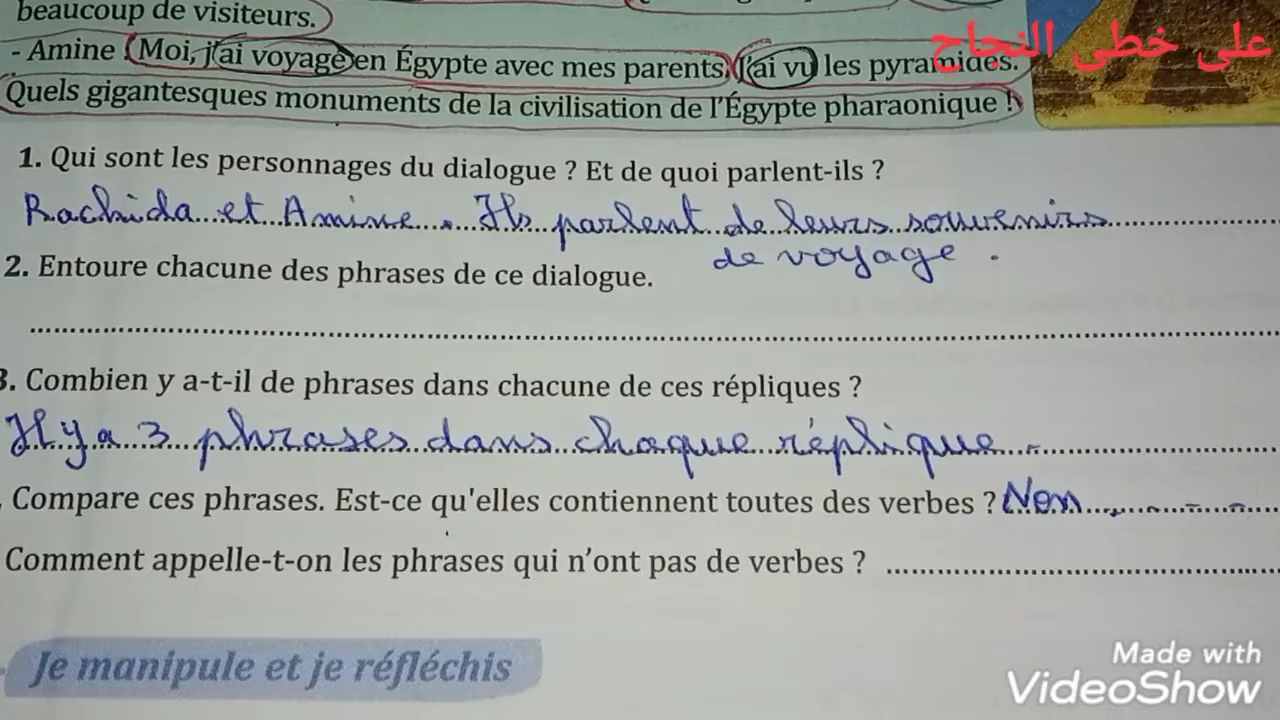 beaucoup de visiteurs.
- Amine : Moi, j'ai voyagé en Égypte avec mes parents, j'ai vu les pyramides.
على خطى النجاح
Quels gigantesques monuments de la civilisation de l'Égypte pharaonique !
1. Qui sont les personnages du dialogue ? Et de quoi parlent-ils ?
Rachida et Amine. Ils parlent de leurs souvenirs
de voyage.
2. Entoure chacune des phrases de ce dialogue.
3. Combien y a-t-il de phrases dans chacune de ces répliques ?
Il y a 3 phrases dans chaque réplique
Compare ces phrases. Est-ce qu'elles contiennent toutes des verbes ? Non
Comment appelle-t-on les phrases qui n'ont pas de verbes ?
Je manipule et je réfléchis
Made with
VideoShow